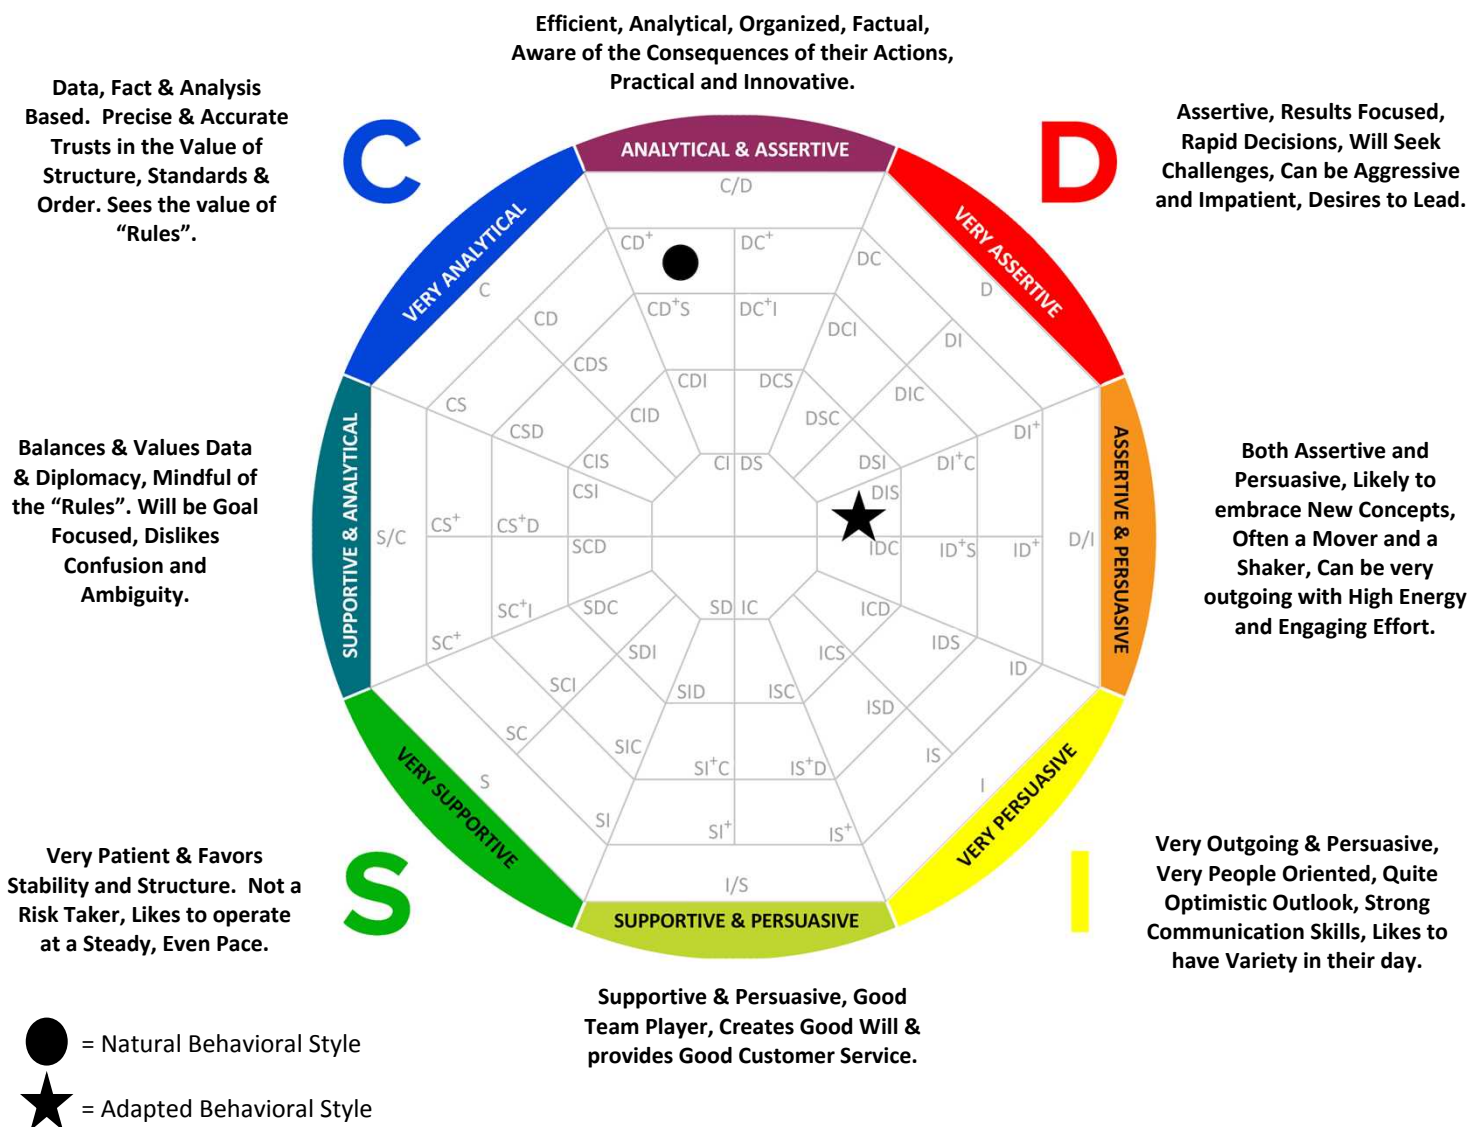 Efficient, Analytical, Organized, Factual,
Aware of the Consequences of their Actions,
Practical and Innovative.
Data, Fact & Analysis
Based.  Precise & Accurate
Trusts in the Value of
Structure, Standards &
Order. Sees the value of
“Rules”.
C
D
Assertive, Results Focused,
Rapid Decisions, Will Seek
Challenges, Can be Aggressive
and Impatient, Desires to Lead.
ANALYTICAL & ASSERTIVE
VERY ANALYTICAL
VERY ASSERTIVE
C/D
CD+
DC+
DC
C
D
CD
CD+S
DC+I
DCI
DI
CDS
CDI
DCS
DIC
CS
CID
DSC
DI+
CSD
CIS
CI
DS
DSI
DI+C
CSI
DIS
S/C
CS+
CS+D
SCD
IDC
ID+S
ID+
D/I
SUPPORTIVE & ANALYTICAL
ASSERTIVE & PERSUASIVE
Balances & Values Data
& Diplomacy, Mindful of
the “Rules”. Will be Goal
Focused, Dislikes
Confusion and
Ambiguity.
Both Assertive and
Persuasive, Likely to
embrace New Concepts,
Often a Mover and a
Shaker, Can be very
outgoing with High Energy
and Engaging Effort.
SC+I
SDC
SD
IC
ICD
SC+
SDI
ICS
IDS
ID
SCI
SID
ISC
ISD
SC
SIC
SI+C
IS+D
IS
S
I
SI
SI+
IS+
I/S
VERY SUPPORTIVE
VERY PERSUASIVE
SUPPORTIVE & PERSUASIVE
Very Patient & Favors
Stability and Structure.  Not a
Risk Taker, Likes to operate
at a Steady, Even Pace.
S
I
Very Outgoing & Persuasive,
Very People Oriented, Quite
Optimistic Outlook, Strong
Communication Skills, Likes to
have Variety in their day.
Supportive & Persuasive, Good
Team Player, Creates Good Will &
provides Good Customer Service.
= Natural Behavioral Style
= Adapted Behavioral Style